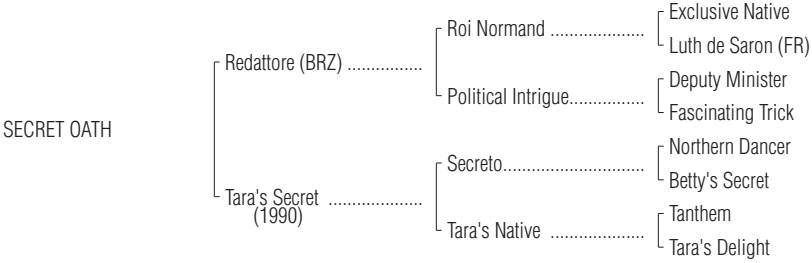 Exclusive Native
Roi Normand ....................
Luth de Saron (FR)
Redattore (BRZ) ................
Deputy Minister
Political Intrigue................
Fascinating Trick
SECRET OATH
Northern Dancer
Secreto..............................
Betty's Secret
Tara's Secret ....................
(1990)
Tanthem
Tara's Native ....................
Tara's Delight